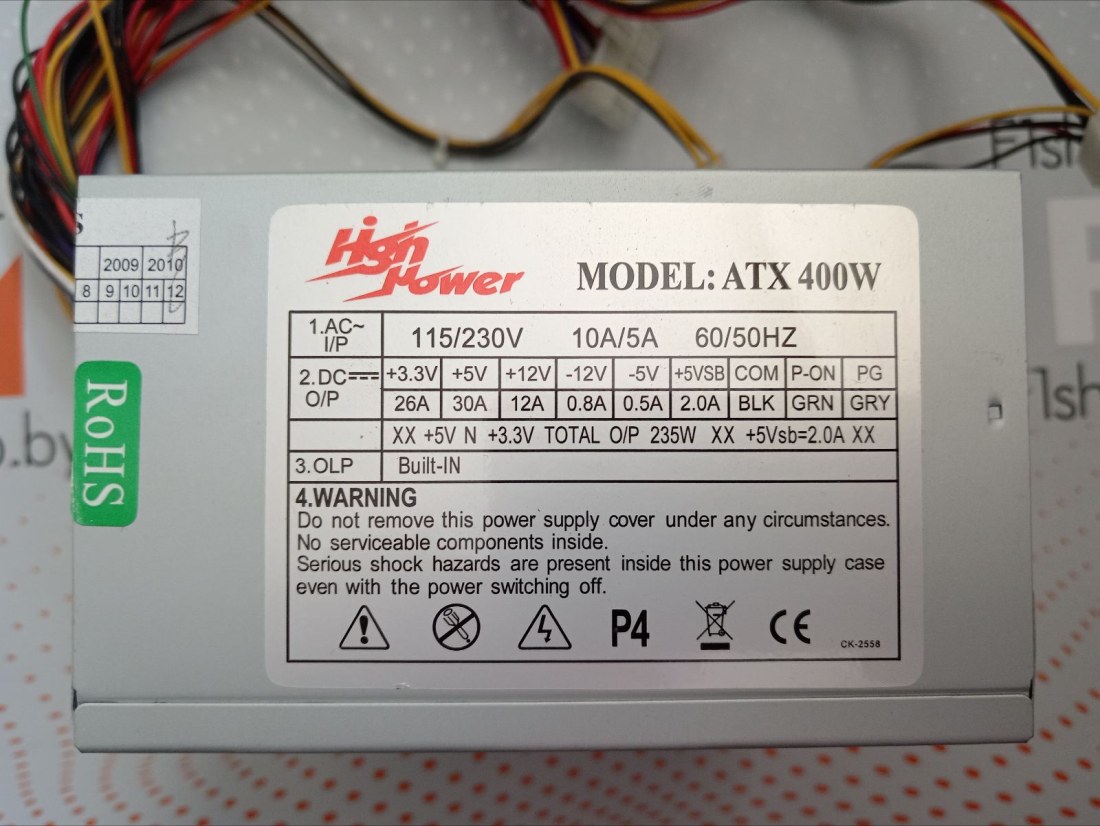 High
Power
MODEL: ATX 400W
1.AC~ I/P 115/230V 10A/5A 60/50HZ
2.DC O/P +3.3V +5V +12V -12V -5V +5VSB COM P-ON PG
26A 30A 12A 0.8A 0.5A 2.0A BLK GRN GRY
XX +5V N +3.3V TOTAL O/P 235W XX +5Vsb=2.0A XX
3.OLP Built-IN
4.WARNING
Do not remove this power supply cover under any circumstances.
No serviceable components inside.
Serious shock hazards are present inside this power supply case
even with the power switching off.
P4 CE
CK-2558
S
2009 2010
8 9 10 11 12
RoHS
o.by
F1sh